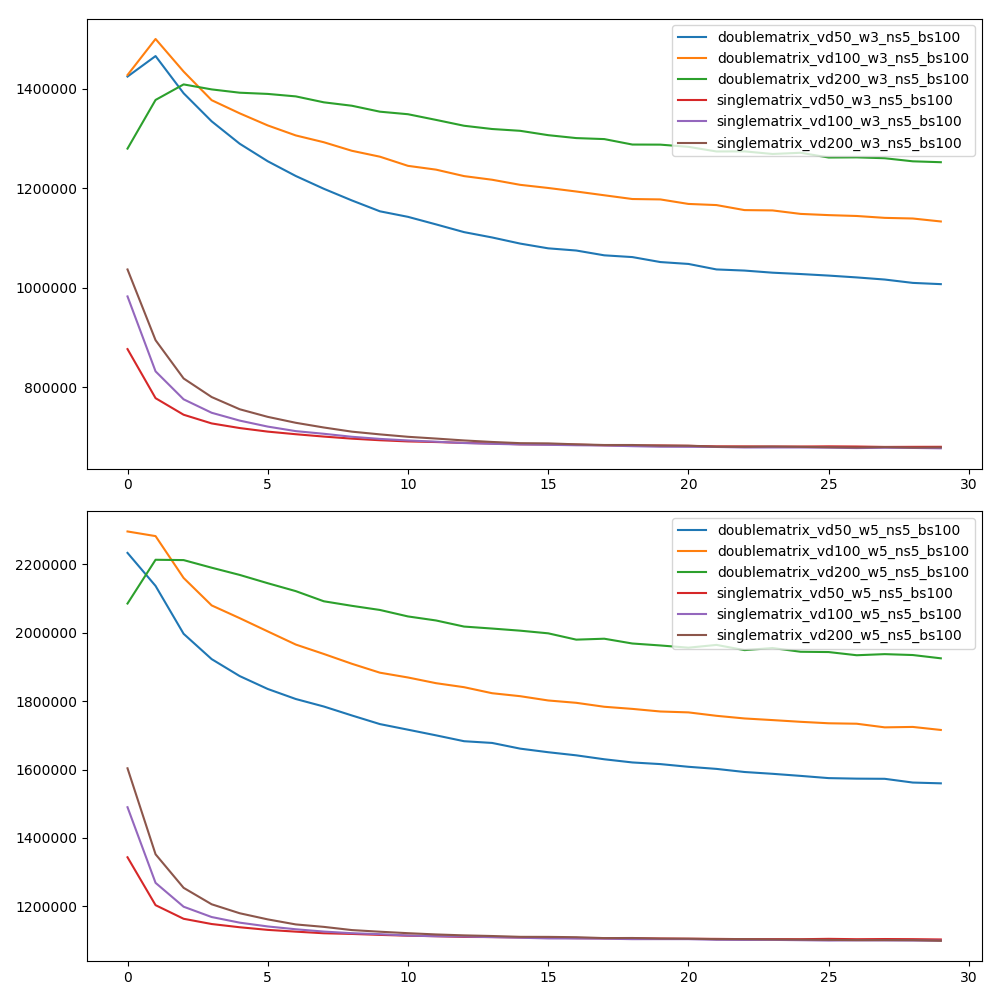 doublematrix_vd50_w3_ns5_bs100
doublematrix_vd100_w3_ns5_bs100
doublematrix_vd200_w3_ns5_bs100
singlematrix_vd50_w3_ns5_bs100
singlematrix_vd100_w3_ns5_bs100
singlematrix_vd200_w3_ns5_bs100
1400000
1200000
1000000
800000
0 5 10 15 20 25 30
doublematrix_vd50_w5_ns5_bs100
doublematrix_vd100_w5_ns5_bs100
doublematrix_vd200_w5_ns5_bs100
singlematrix_vd50_w5_ns5_bs100
singlematrix_vd100_w5_ns5_bs100
singlematrix_vd200_w5_ns5_bs100
2200000
2000000
1800000
1600000
1400000
1200000
0 5 10 15 20 25 30